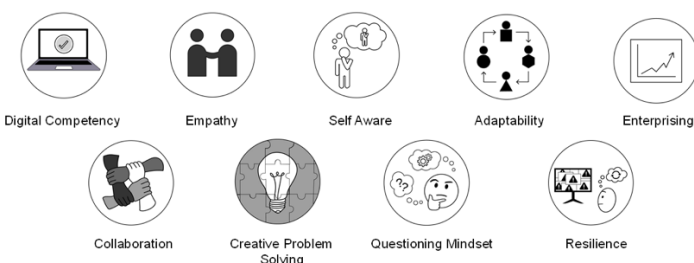 Digital Competency
Empathy
Self Aware
Adaptability
Enterprising
Collaboration
Creative Problem
Solving
Questioning Mindset
Resilience